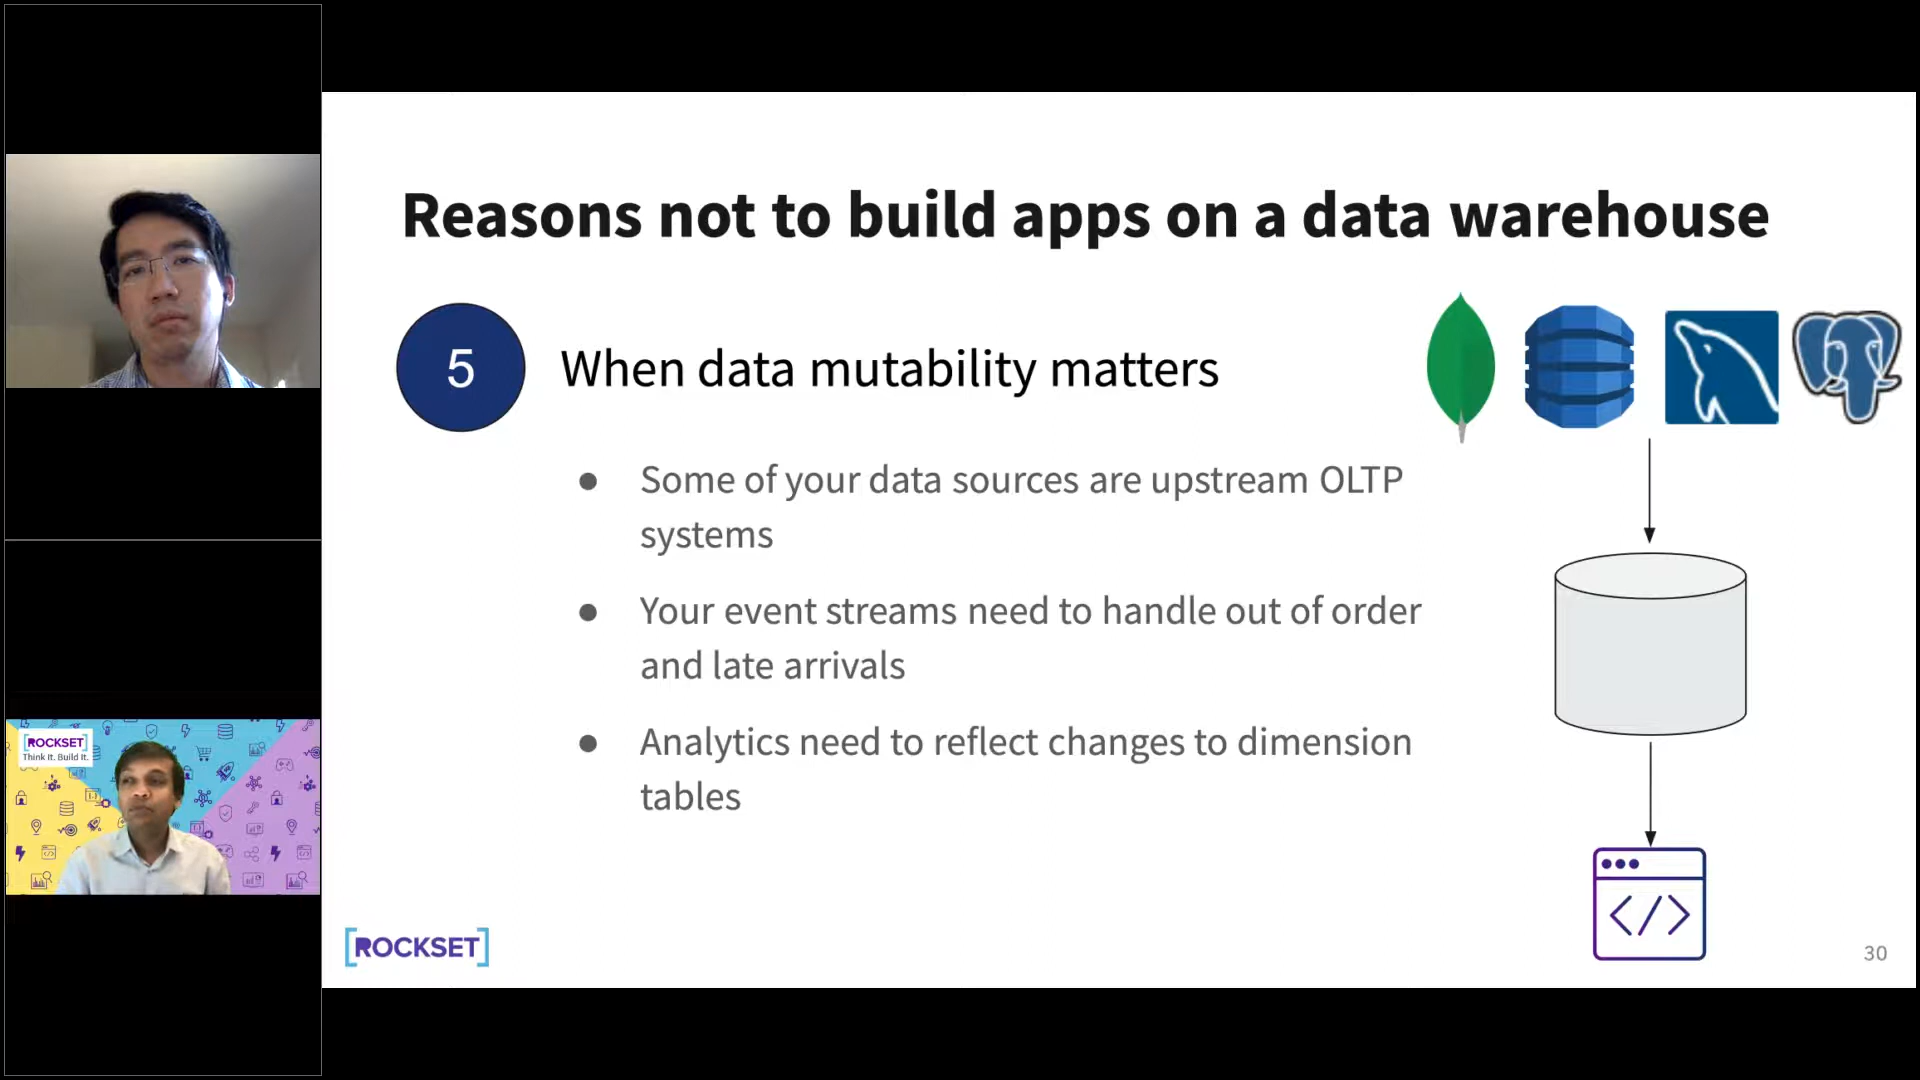 Reasons not to build apps on a data warehouse
5
When data mutability matters
● Some of your data sources are upstream OLTP
systems
● Your event streams need to handle out of order
and late arrivals
● Analytics need to reflect changes to dimension
tables
</>
[ROCKSET]
30
[ROCKSET]
Think It. Build It.